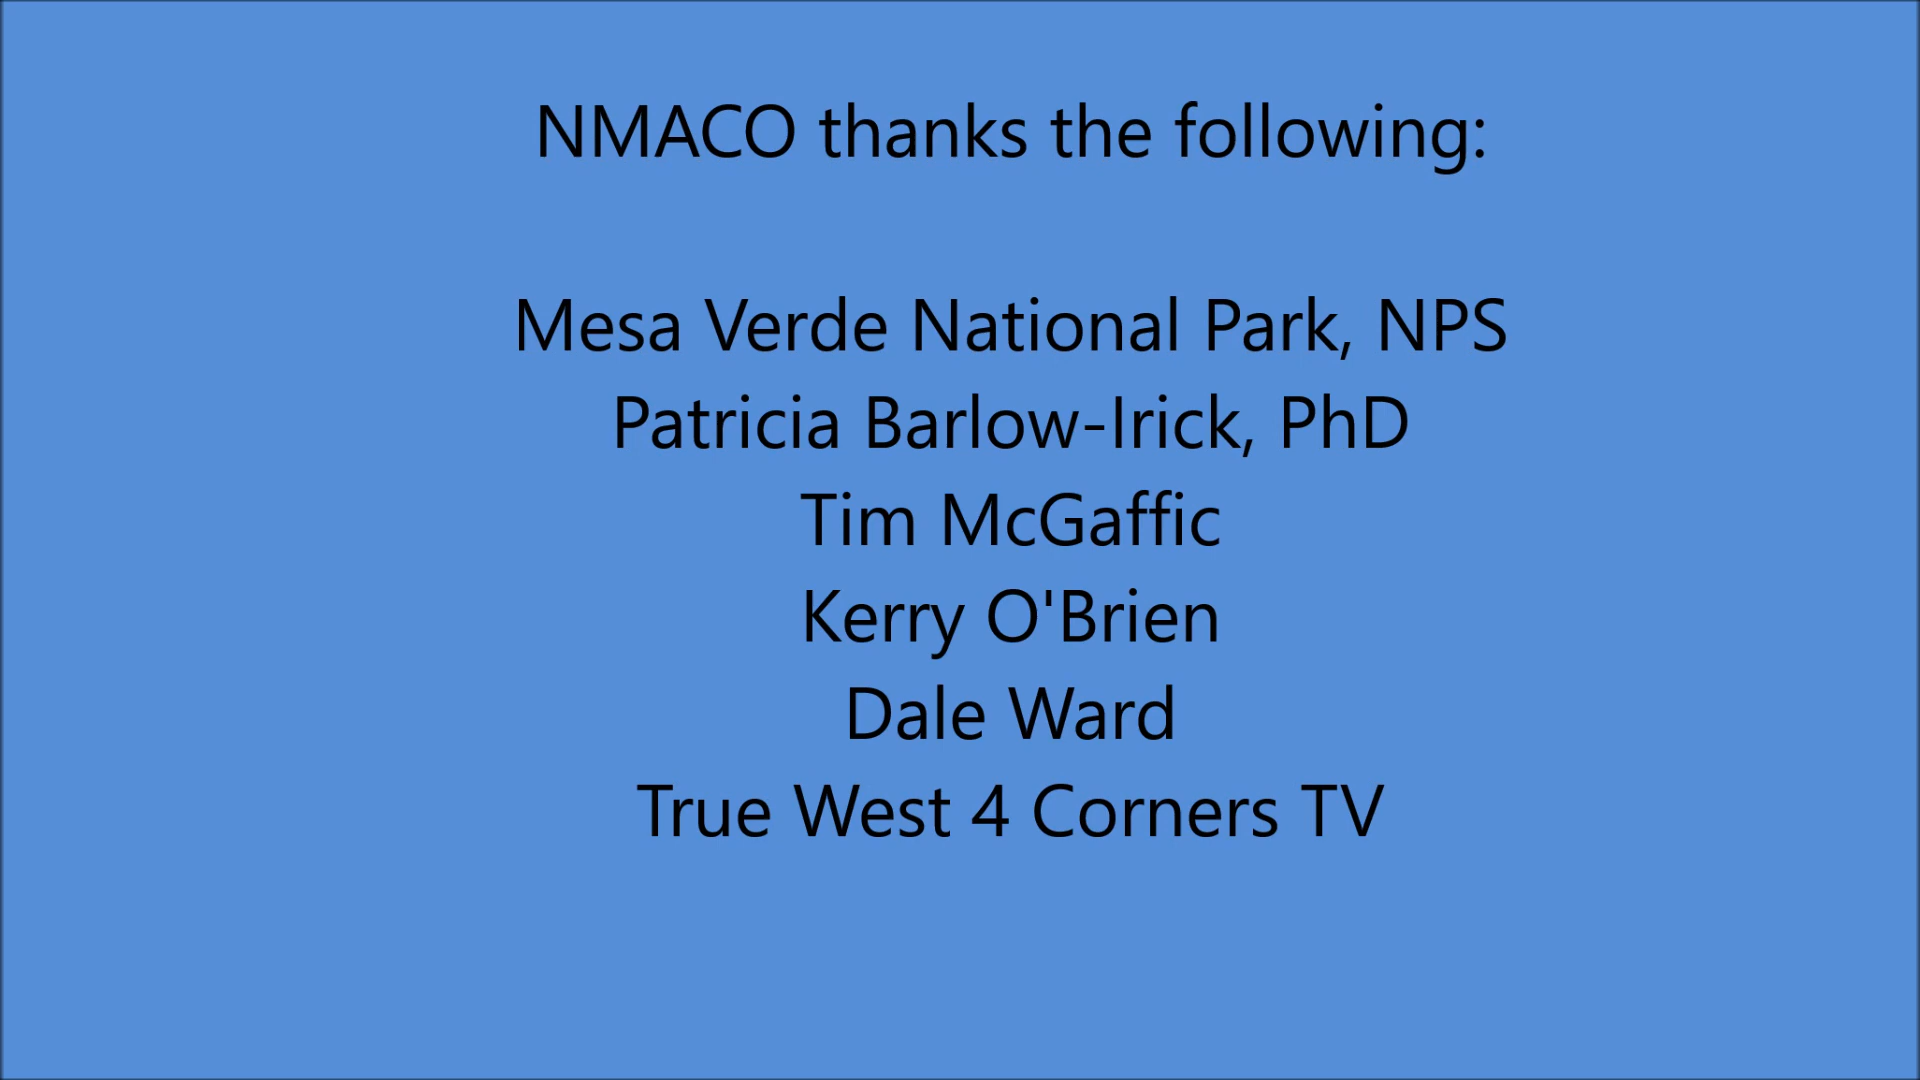 NMACO thanks the following:
Mesa Verde National Park, NPS
Patricia Barlow-Irick, PhD
Tim McGaffic
Kerry O'Brien
Dale Ward
True West 4 Corners TV